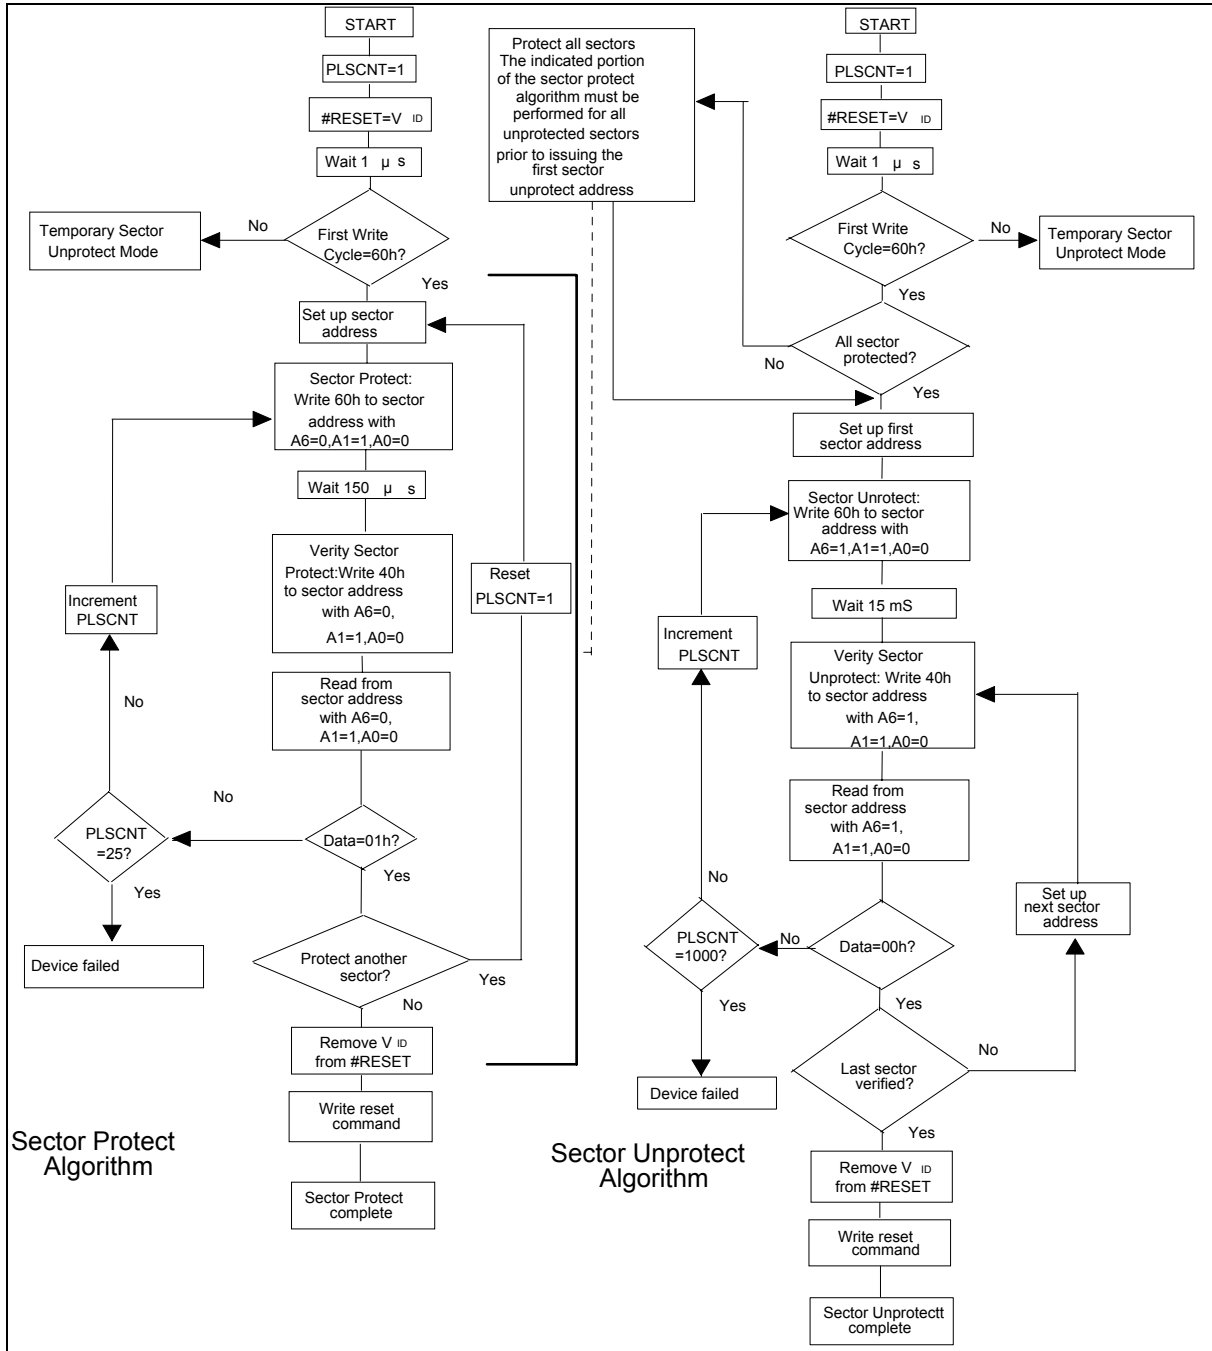 START
PLSCNT=1
#RESET=V ID
Wait 1 µ s
First Write
Cycle=60h?
No
Temporary Sector
Unprotect Mode
Yes
Set up sector
address
Sector Protect:
Write 60h to sector
address with
A6=0,A1=1,A0=0
Wait 150 µ s
Verity Sector
Protect:Write 40h
to sector address
with A6=0,
A1=1,A0=0
Reset
PLSCNT=1
Increment
PLSCNT
Read from
sector address
with A6=0,
A1=1,A0=0
No
No
PLSCNT
=25?
Data=01h?
Yes
Yes
Device failed
Protect another
sector?
Yes
No
Remove V ID
from #RESET
Write reset
command
Sector Protect
complete
Sector Protect
Algorithm
Protect all sectors
The indicated portion
of the sector protect
algorithm must be
performed for all
unprotected sectors
prior to issuing the
first sector
unprotect address
START
PLSCNT=1
#RESET=V ID
Wait 1 µ s
First Write
Cycle=60h?
No
Temporary Sector
Unprotect Mode
Yes
All sector
protected?
No
Yes
Set up first
sector address
Sector Unrotect:
Write 60h to sector
address with
A6=1,A1=1,A0=0
Wait 15 mS
Increment
PLSCNT
Verity Sector
Unprotect: Write 40h
to sector address
with A6=1,
A1=1,A0=0
Read from
sector address
with A6=1,
A1=1,A0=0
No
Set up
next sector
address
PLSCNT
=1000?
No
Data=00h?
Yes
Yes
Device failed
Last sector
verified?
No
Yes
Remove V ID
from #RESET
Write reset
command
Sector Unprotectt
complete
Sector Unprotect
Algorithm